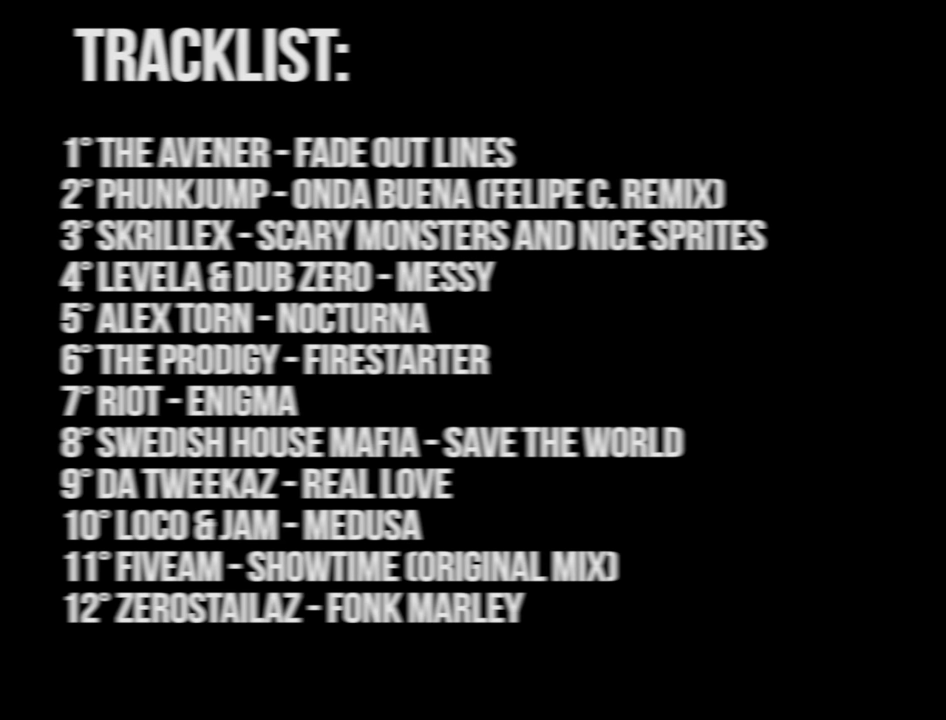 TRACKLIST:
1° THE AVENER - FADE OUT LINES
2° PHUNKJUMP - ONDA BUENA (FELIPE C. REMIX)
3° SKRILLEX - SCARY MONSTERS AND NICE SPRITES
4° LEVELA & DUB ZERO - MESSY
5° ALEX TORN - NOCTURNA
6° THE PRODIGY - FIRESTARTER
7° RIOT - ENIGMA
8° SWEDISH HOUSE MAFIA - SAVE THE WORLD
9° DA TWEEKAZ - REAL LOVE
10° LOCO & JAM - MEDUSA
11° FIVEAM - SHOWTIME (ORIGINAL MIX)
12° ZEROSTAILAZ - FONK MARLEY